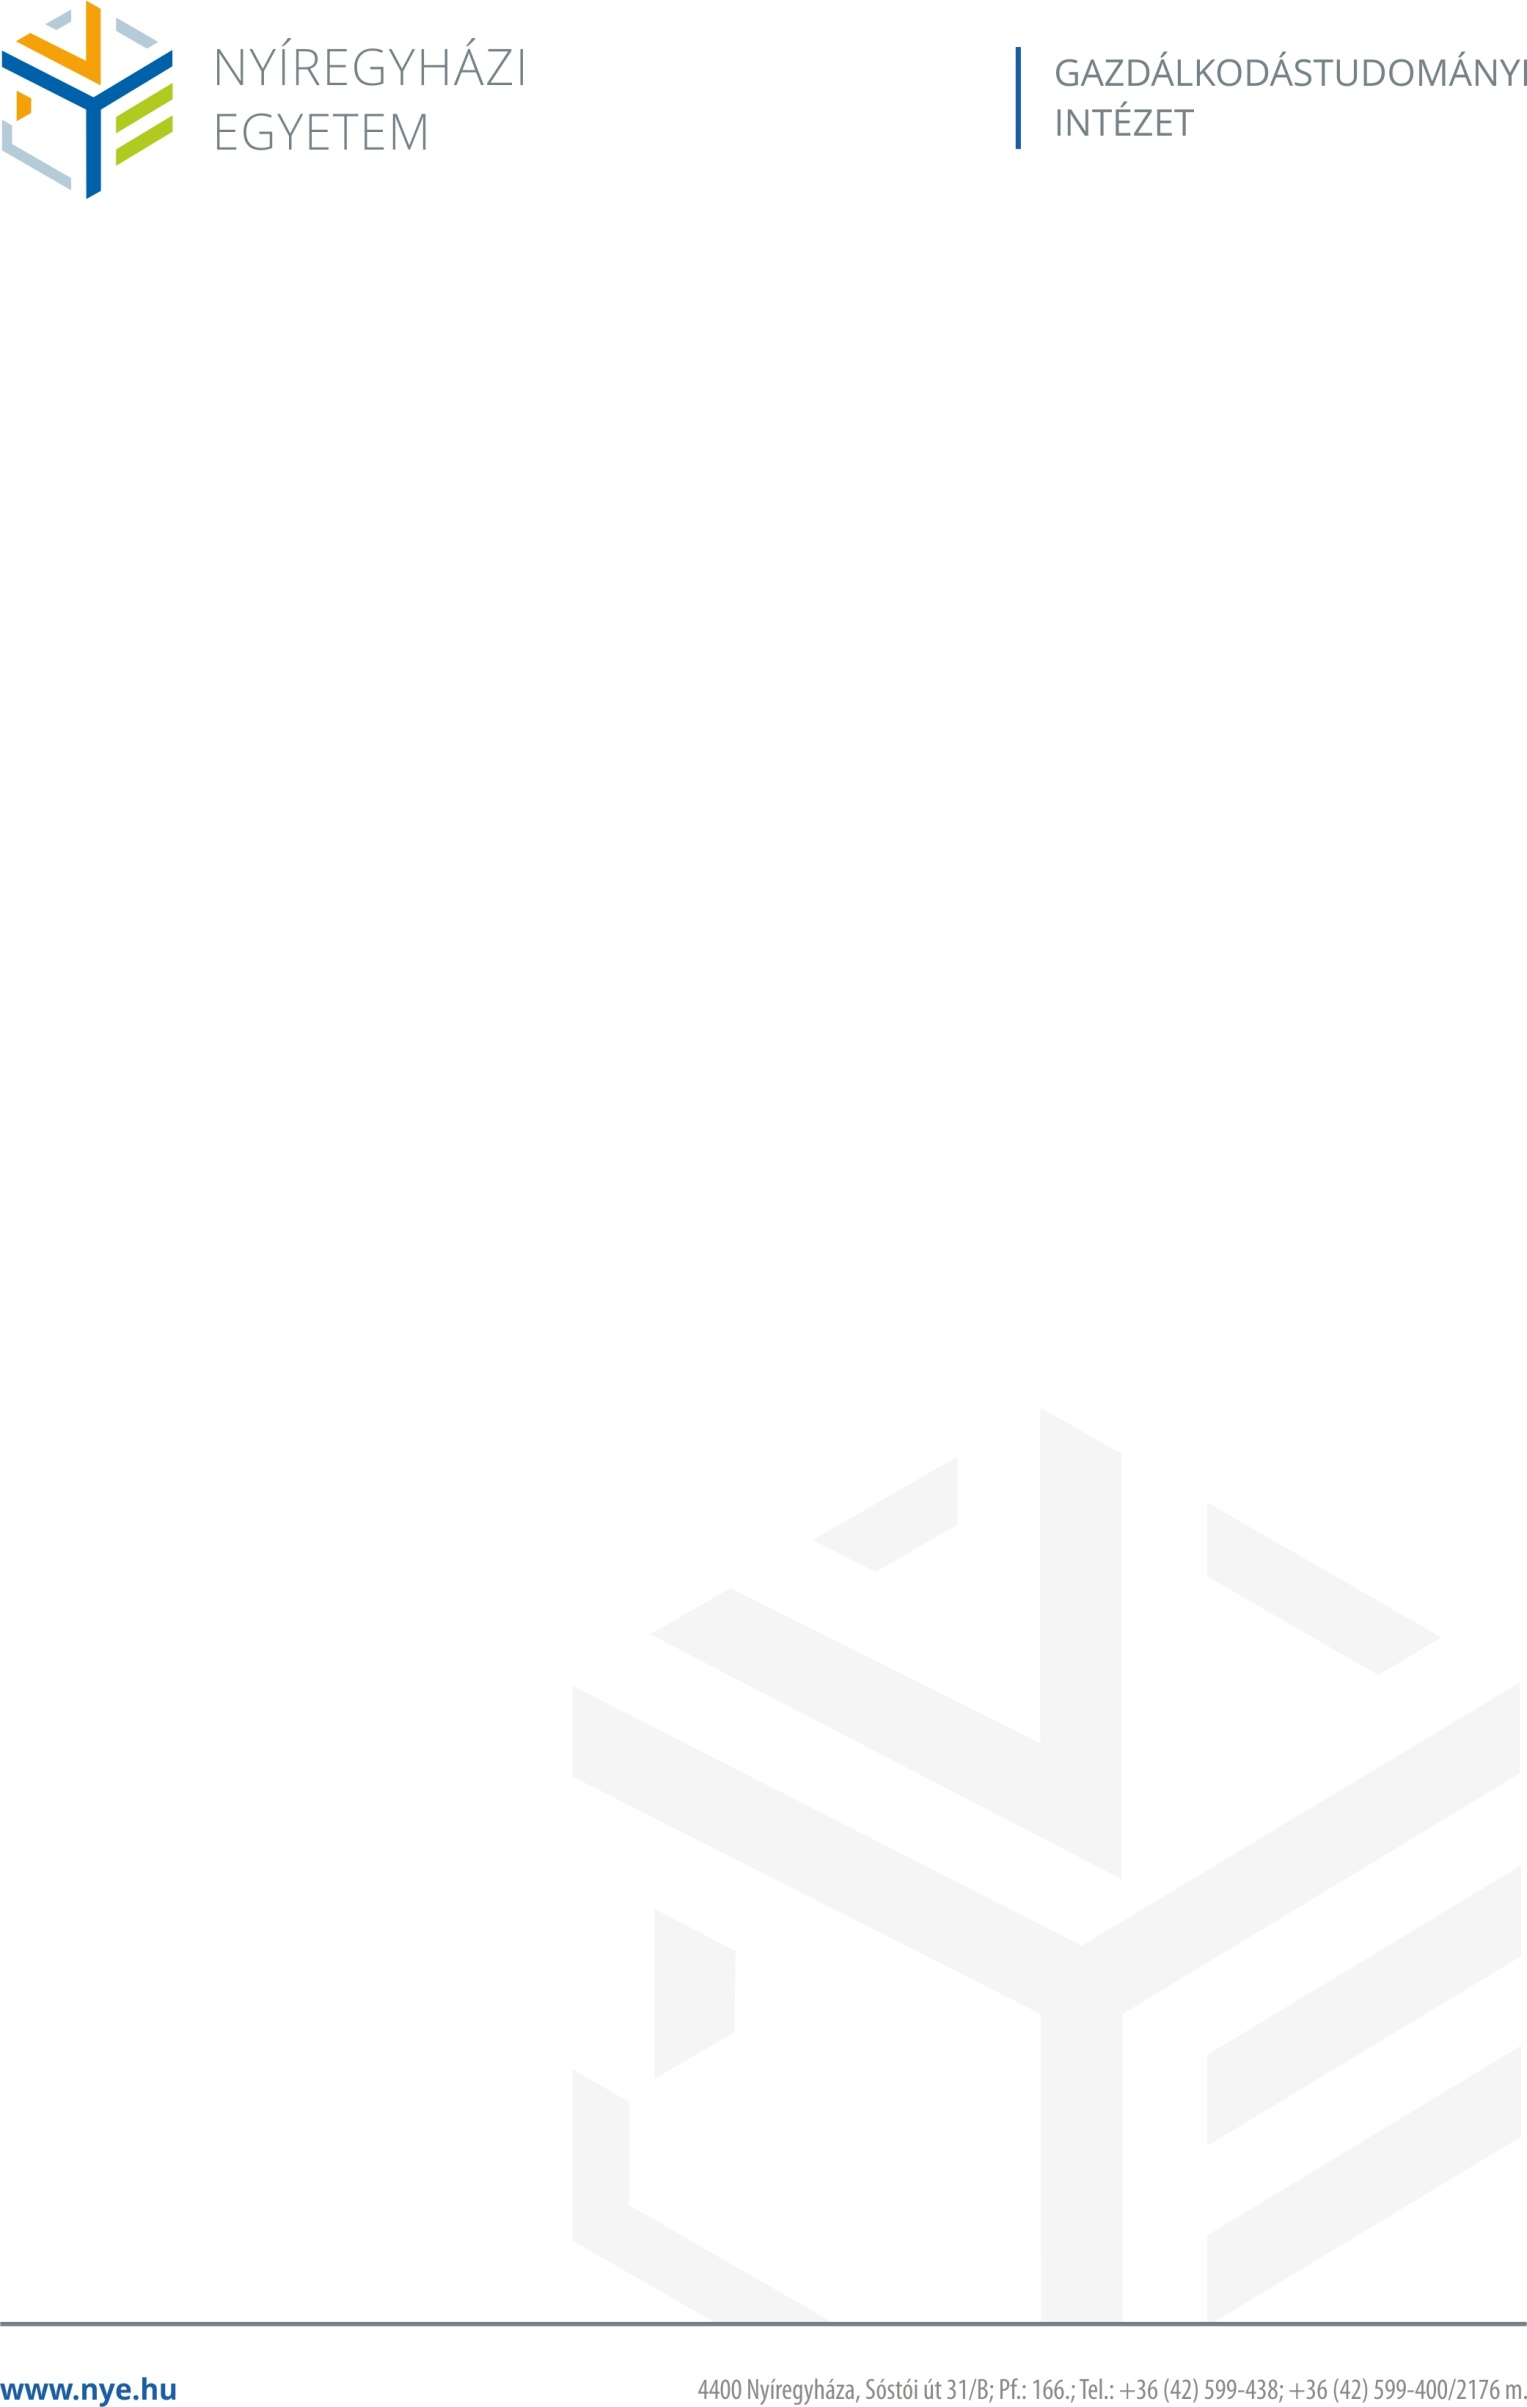 NYÍREGYHÁZI
EGYETEM
GAZDÁLKODÁSTUDOMÁNYI
INTÉZET
www.nye.hu
4400 Nyíregyháza, Sóstói út 31/B; Pf.: 166.; Tel.: +36 (42) 599-438; +36 (42) 599-400/2176 m.